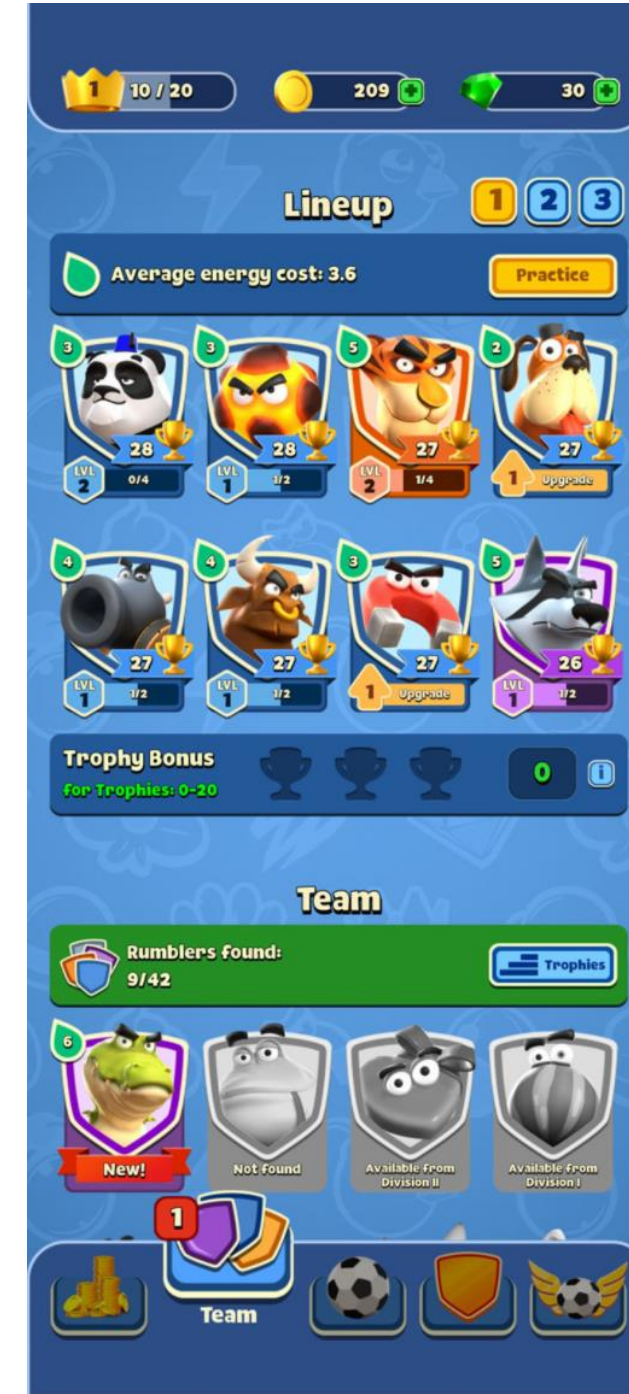 1 10 / 20 209 30
Lineup 1 2 3
Average energy cost: 3.6 Practice
3 3 5 2
28 28 27 27
LVL 2 0/4 LVL 1 1/2 LVL 2 1/4 1 Upgrade
4 4 3 5
27 27 27 26
LVL 1 1/2 LVL 1 1/2 1 Upgrade LVL 1 1/2
Trophy Bonus
for Trophies: 0-20 0 i
Team
Rumblers found:
9/42 Trophies
6
New! Not found Available from Division II Available from Division I
1
Team